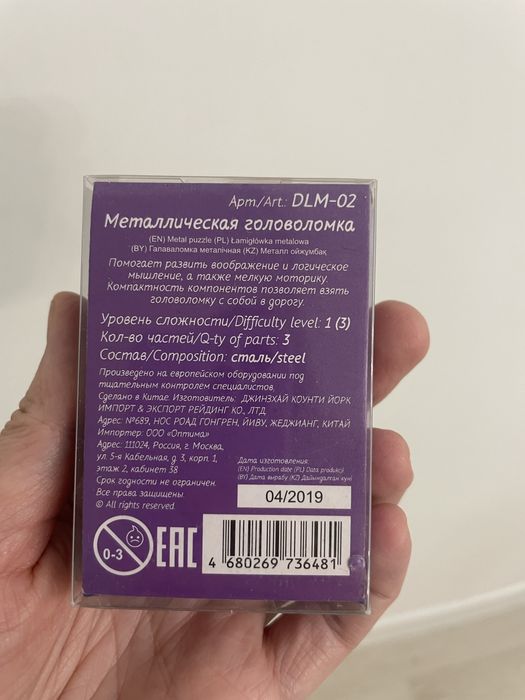 Арт./Art.: DLM-02
Металлическая головоломка
(EN) Metal puzzle (PL) Łamigłówka metalowa
(BY) Галаваломка металічная (KZ) Металл ойжұмбақ
Помогает развить воображение и логическое
мышление, а также мелкую моторику.
Компактность компонентов позволяет взять
головоломку с собой в дорогу.
Уровень сложности/Difficulty level: 1 (3)
Кол-во частей/Q-ty of parts: 3
Состав/Composition: сталь/steel
Произведено на европейском оборудовании под
тщательным контролем специалистов.
Сделано в Китае. Изготовитель: ДЖИНЗХАЙ КОУНТИ ЙОРК
ИМПОРТ & ЭКСПОРТ РЕЙДИНГ КО., ЛТД.
Адрес: №689, НОС РОАД ГОНГРЕН, ЙИВУ, ЖЕДЖИАНГ, КИТАЙ
Импортер: ООО «Оптима»
Адрес: 111024, Россия, г. Москва,
ул. 5-я Кабельная, д. 3, корп. 1,
этаж 2, кабинет 38
Срок годности не ограничен.
Все права защищены.
© All rights reserved.
Дата изготовления:
(EN) Production date (PL) Data produkcji
(BY) Дата вырабу (KZ) Дайындалған күні
04/2019
0-3
EAC
4 680269 736481